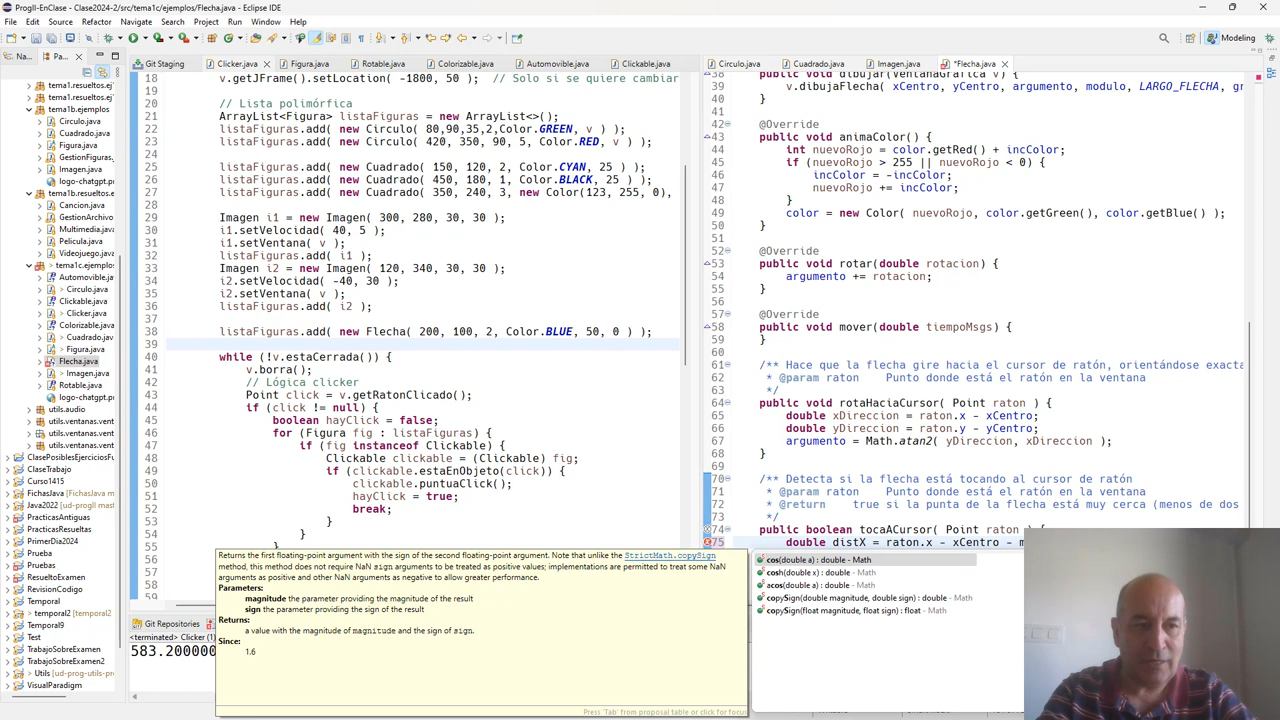 ProgII-EnClase - Clase2024-2/src/tema1c/ejemplos/Flecha.java - Eclipse IDE
File Edit Source Refactor Navigate Search Project Run Window Help
Modeling
Na... Pa... Git Staging Clicker.java Figura.java Rotable.java Colorizable.java Automovible.java Clickable.java Circulo.java Cuadrado.java Imagen.java *Flecha.java
tema1.resueltos.ej
tema1.resueltos.ej
tema1b.ejemplos
Circulo.java
Cuadrado.java
Figura.java
GestionFiguras.
Imagen.java
logo-chatgpt.p
tema1b.resueltos.e
Cancion.java
GestionArchivo
Multimedia.java
Pelicula.java
Videojuego.java
tema1c.ejemplos
Automovible.java
> Circulo.java
Clickable.java
> Clicker.java
Colorizable.java
> Cuadrado.java
> Figura.java
Flecha.java
> Imagen.java
Rotable.java
logo-chatgpt.p
utils.audio
utils.ventanas.
utils.ventanas.
utils.ventanas.
ClasePosiblesEjerciciosF
ClaseTrabajo
Curso1415
FichasJava [ud-prog-II
Java2022 [ud-progII mast
PracticasAntiguas
PracticasResueltas
PrimerDia2024
Prueba
Pruebas
ResueltoExamen
RevisionCodigo
Temporal
> temporal2
Temporal9
Test
TrabajoSobreExamen
TrabajoSobreExamen2
> Utils [ud-prog-utils-pr
VisualParadigm
18 v.getJFrame().setLocation( -1800, 50 );  // Solo si se quiere cambiar
19
20 // Lista polimórfica
21 ArrayList<Figura> listaFiguras = new ArrayList<>();
22 listaFiguras.add( new Circulo( 80,90,35,2,Color.GREEN, v ) );
23 listaFiguras.add( new Circulo( 420, 350, 90, 5, Color.RED, v ) );
24
25 listaFiguras.add( new Cuadrado( 150, 120, 2, Color.CYAN, 25 ) );
26 listaFiguras.add( new Cuadrado( 450, 180, 1, Color.BLACK, 25 ) );
27 listaFiguras.add( new Cuadrado( 350, 240, 3, new Color(123, 255, 0),
28
29 Imagen i1 = new Imagen( 300, 280, 30, 30 );
30 i1.setVelocidad( 40, 5 );
31 i1.setVentana( v );
32 listaFiguras.add( i1 );
33 Imagen i2 = new Imagen( 120, 340, 30, 30 );
34 i2.setVelocidad( -40, 30 );
35 i2.setVentana( v );
36 listaFiguras.add( i2 );
37
38 listaFiguras.add( new Flecha( 200, 100, 2, Color.BLUE, 50, 0 ) );
39
40 while (!v.estaCerrada()) {
41 v.borra();
42 // Lógica clicker
43 Point click = v.getRatonClicado();
44 if (click != null) {
45 boolean hayClick = false;
46 for (Figura fig : listaFiguras) {
47 if (fig instanceof Clickable) {
48 Clickable clickable = (Clickable) fig;
49 if (clickable.estaEnObjeto(click)) {
50 clickable.puntuaClick();
51 hayClick = true;
52 break;
53 }
54 }
55 }
56
57
58
59
38 public void dibujar(VentanaGrafica v) {
39 v.dibujaFlecha( xCentro, yCentro, argumento, modulo, LARGO_FLECHA, gr
40 }
41
42 @Override
43 public void animaColor() {
44 int nuevoRojo = color.getRed() + incColor;
45 if (nuevoRojo > 255 || nuevoRojo < 0) {
46 incColor = -incColor;
47 nuevoRojo += incColor;
48 }
49 color = new Color( nuevoRojo, color.getGreen(), color.getBlue() );
50 }
51
52 @Override
53 public void rotar(double rotacion) {
54 argumento += rotacion;
55 }
56
57 @Override
58 public void mover(double tiempoMsgs) {
59 }
60
61 /** Hace que la flecha gire hacia el cursor de ratón, orientándose exacta
62 * @param raton    Punto donde está el ratón en la ventana
63 */
64 public void rotaHaciaCursor( Point raton ) {
65 double xDireccion = raton.x - xCentro;
66 double yDireccion = raton.y - yCentro;
67 argumento = Math.atan2( yDireccion, xDireccion );
68 }
69
70 /** Detecta si la flecha está tocando al cursor de ratón
71 * @param raton    Punto donde está el ratón en la ventana
72 * @return    true si la punta de la flecha está muy cerca (menos de dos
73 */
74 public boolean tocaACursor( Point raton ) {
75 double distX = raton.x - xCentro - m
Returns the first floating-point argument with the sign of the second floating-point argument. Note that unlike the StrictMath.copySign
method, this method does not require NaN sign arguments to be treated as positive values; implementations are permitted to treat some NaN
arguments as positive and other NaN arguments as negative to allow greater performance.
Parameters:
magnitude the parameter providing the magnitude of the result
sign the parameter providing the sign of the result
Returns:
a value with the magnitude of magnitude and the sign of sign.
Since:
1.6
Press 'Tab' from proposal table or click for focus
cos(double a) : double - Math
cosh(double x) : double - Math
acos(double a) : double - Math
copySign(double magnitude, double sign) : double - Math
copySign(float magnitude, float sign) : float - Math
Git Repositories
<terminated> Clicker (1)
583.200000